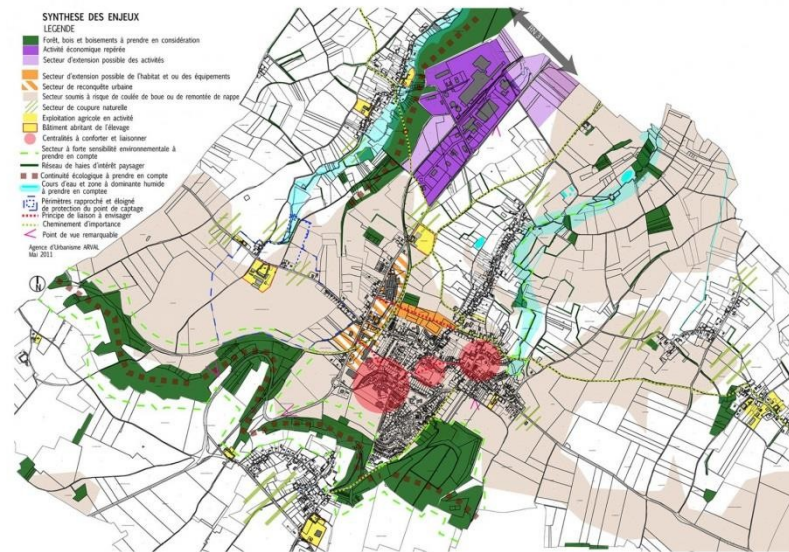 SYNTHESE DES ENJEUX
LEGENDE
Forêt, bois et boisements à prendre en considération
Activité économique repérée
Secteur d'extension possible des activités
Secteur d'extension possible de l'habitat et ou des équipements
Secteur de reconquête urbaine
Secteur soumis à risque de coulée de boue ou de remontée de nappe
Secteur de coupure naturelle
Exploitation agricole en activité
Bâtiment abritant de l'élevage
Centralités à conforter et liaisonner
Secteur à forte sensibilité environnementale à
prendre en compte
Réseau de haies d'intérêt paysager
Continuité écologique à prendre en compte
Cours d'eau et zone à dominante humide
à prendre en comptee
Périmètres rapproché et éloigné
de protection du point de captage
Principe de liaison à envisager
Cheminement d'importance
Point de vue remarquable
Agence d'Urbanisme ARVAL
Mai 2011
N
RN 31